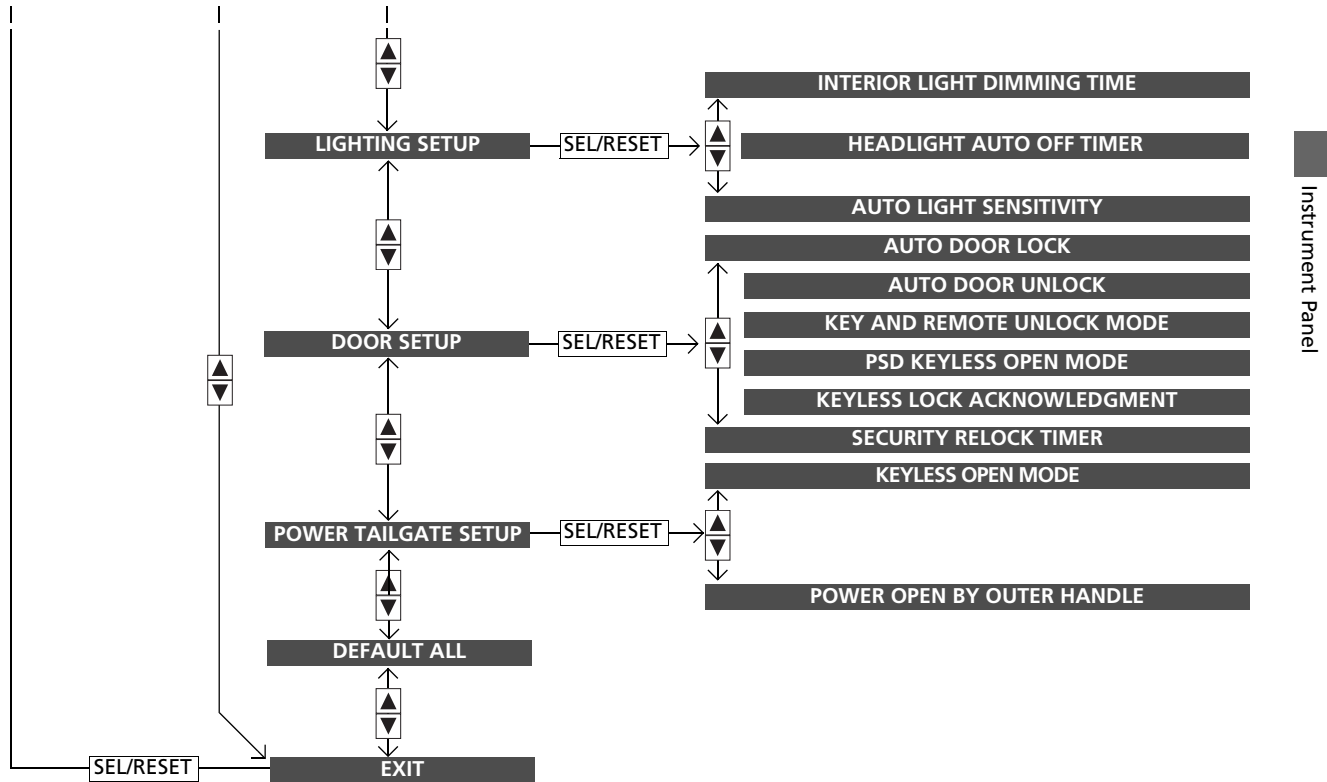 INTERIOR LIGHT DIMMING TIME
LIGHTING SETUP
SEL/RESET
HEADLIGHT AUTO OFF TIMER
AUTO LIGHT SENSITIVITY
AUTO DOOR LOCK
AUTO DOOR UNLOCK
KEY AND REMOTE UNLOCK MODE
DOOR SETUP
SEL/RESET
PSD KEYLESS OPEN MODE
KEYLESS LOCK ACKNOWLEDGMENT
SECURITY RELOCK TIMER
KEYLESS OPEN MODE
POWER TAILGATE SETUP
SEL/RESET
POWER OPEN BY OUTER HANDLE
DEFAULT ALL
SEL/RESET
EXIT
Instrument Panel